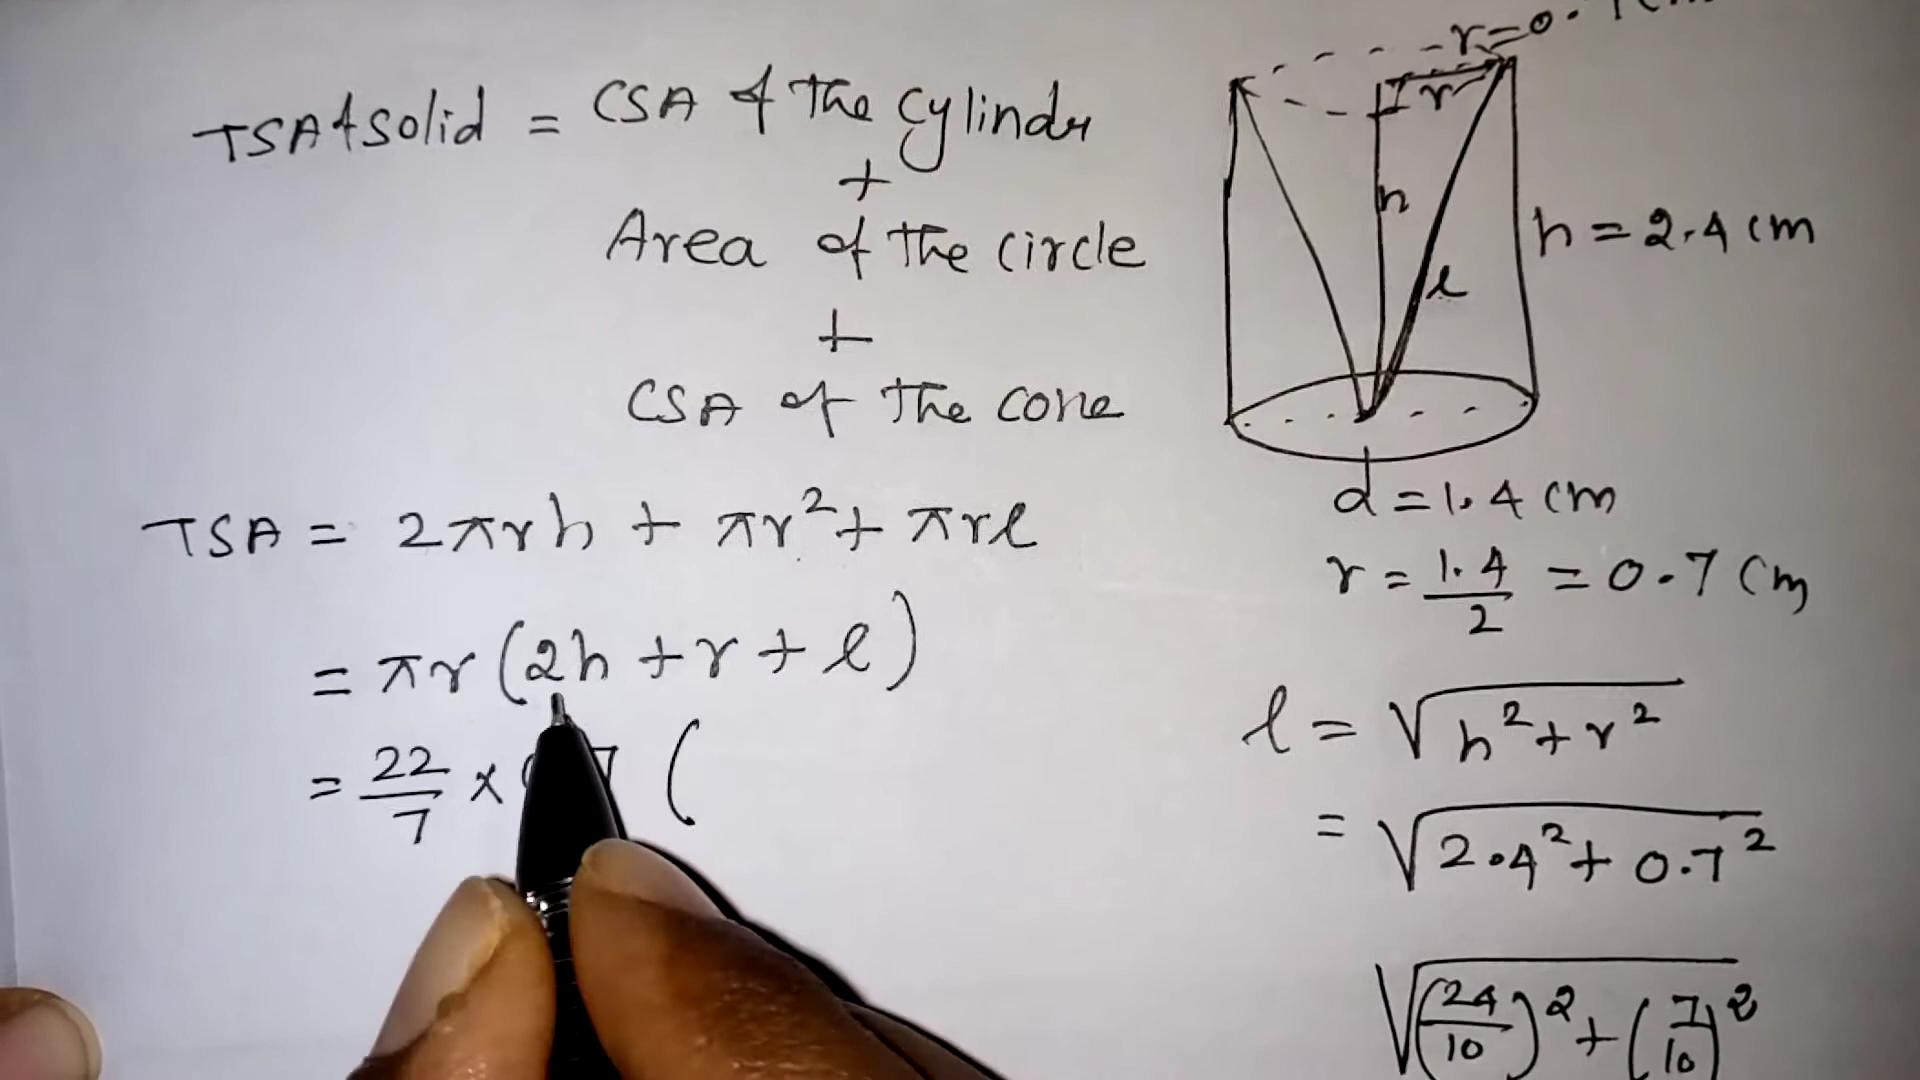 TSA of solid = CSA of the cylinder
+
Area of the circle
+
CSA of the cone
TSA = 2πrh + πr² + πrl
= πr (2h + r + l)
= 22/7 × (
r
h
l
h = 2.4 cm
d = 1.4 cm
r = 1.4/2 = 0.7 cm
l = √h² + r²
= √2.4² + 0.7²
√(24/10)² + (7/10)²